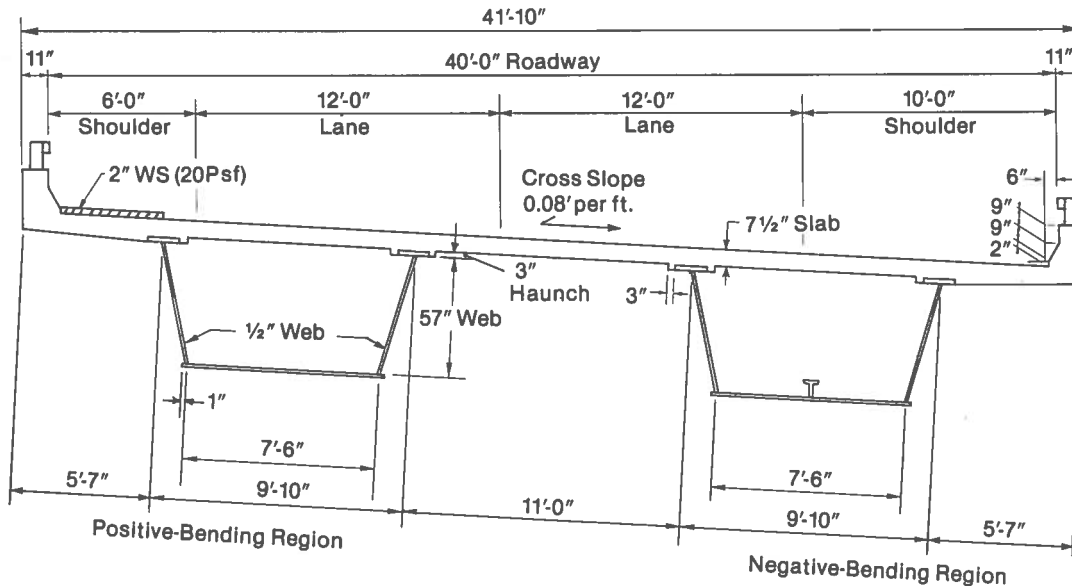 41′-10″
11″
40′-0″ Roadway
11″
6′-0″
12′-0″
12′-0″
10′-0″
Shoulder
Lane
Lane
Shoulder
2″ WS (20Psf)
Cross Slope
0.08′ per ft.
6″
7½″ Slab
9″
9″
2″
3″
Haunch
3″
57″ Web
½″ Web
1″
7′-6″
7′-6″
5′-7″
9′-10″
11′-0″
9′-10″
5′-7″
Positive-Bending Region
Negative-Bending Region